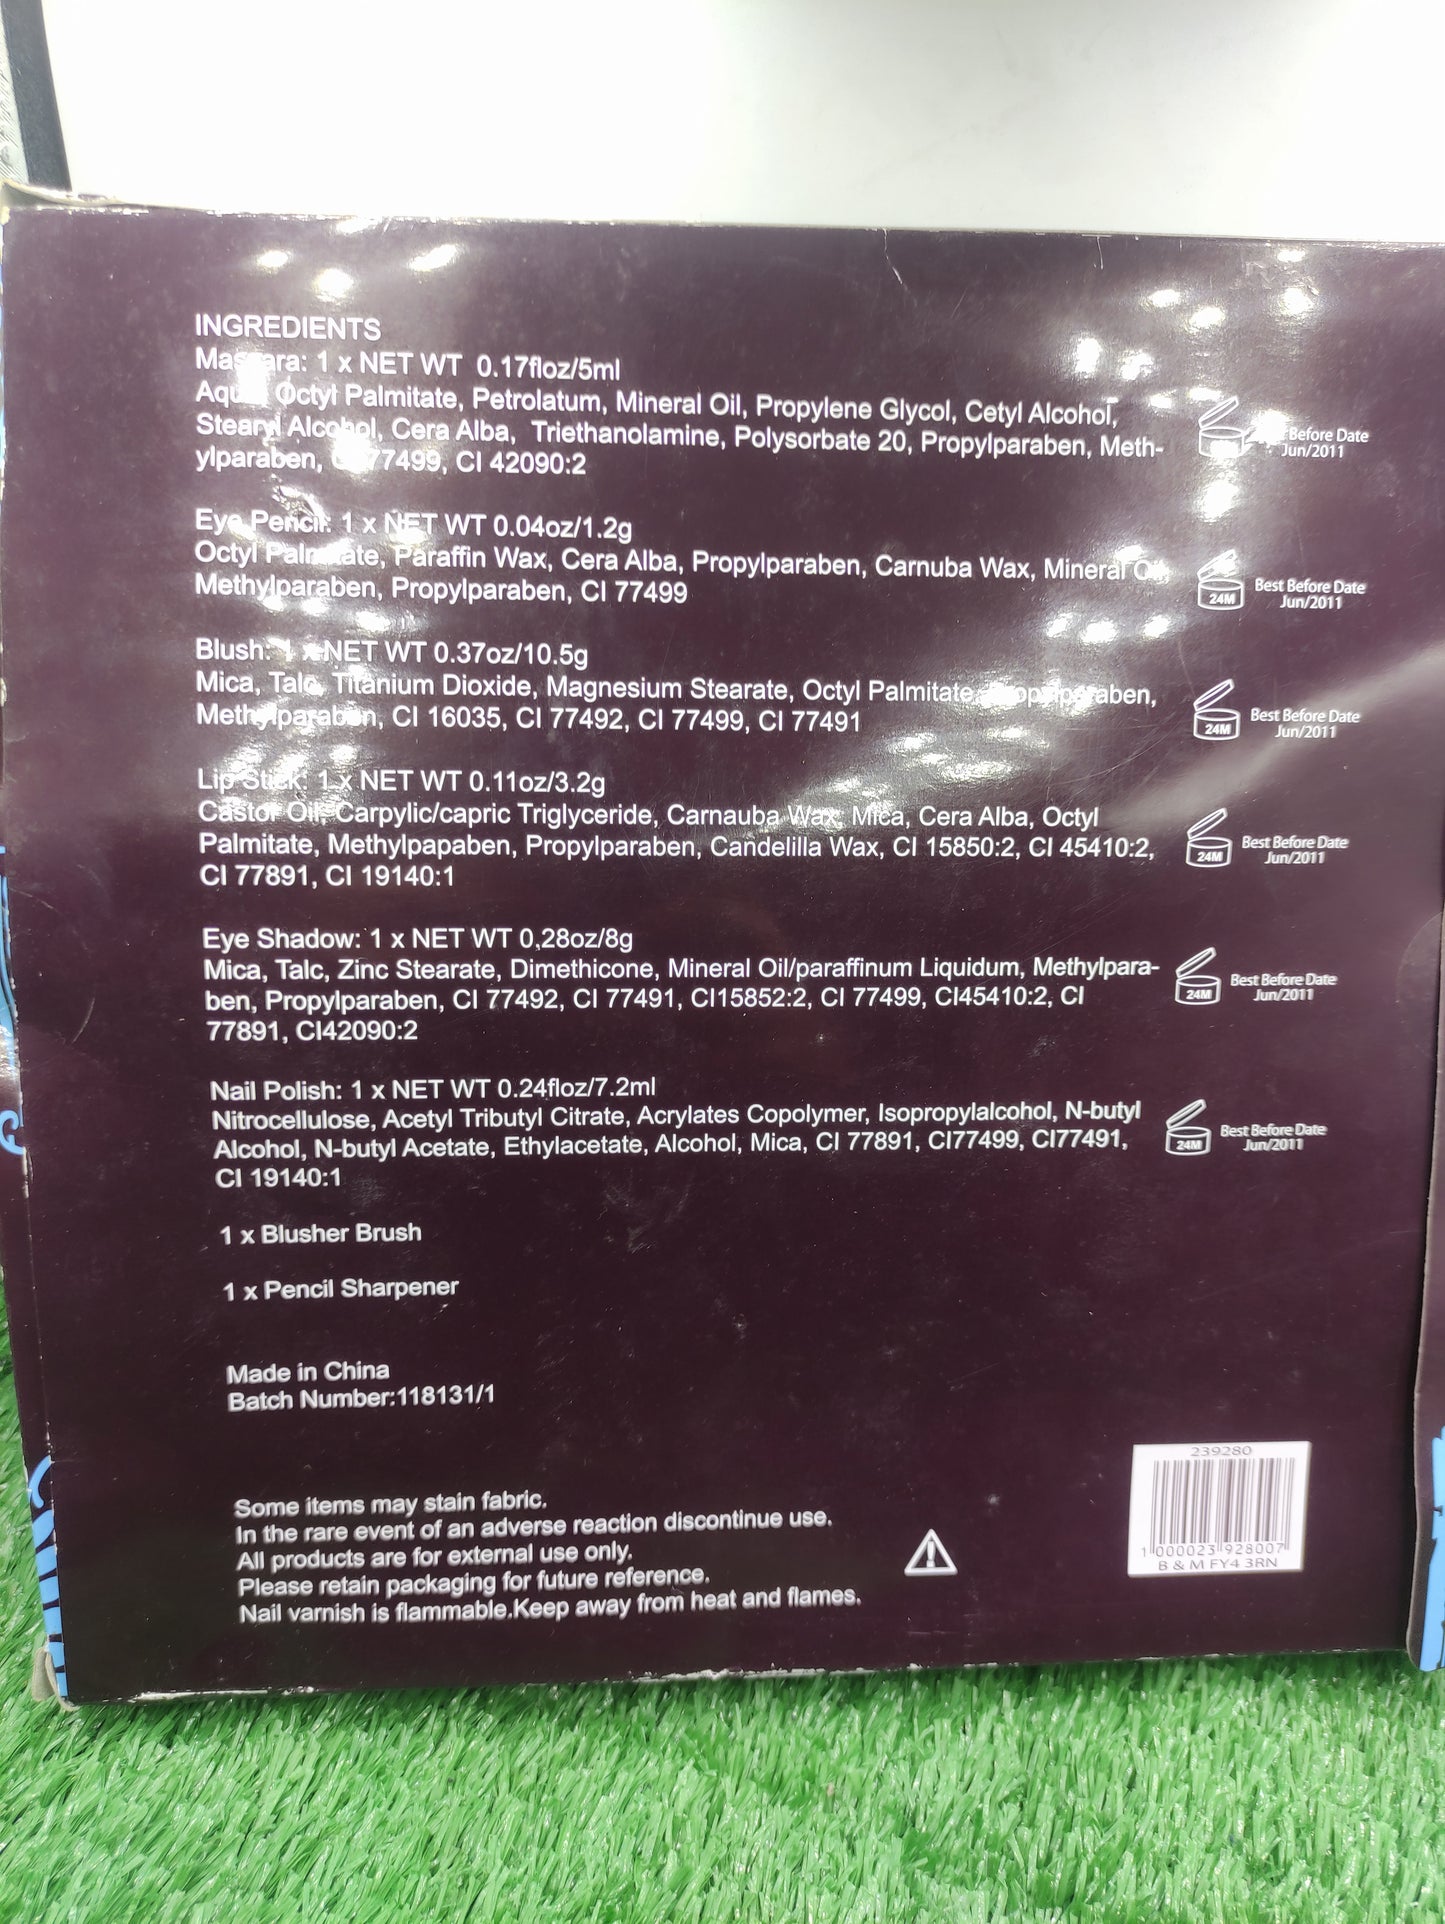 INGREDIENTS
Mascara: 1 x NET WT 0.17floz/5ml
Aqua, Octyl Palmitate, Petrolatum, Mineral Oil, Propylene Glycol, Cetyl Alcohol,
Stearyl Alcohol, Cera Alba, Triethanolamine, Polysorbate 20, Propylparaben, Meth-
ylparaben, 77499, CI 42090:2
Before Date
Jun/2011
Eye Pencil: 1 x NET WT 0.04oz/1.2g
Octyl Palmitate, Paraffin Wax, Cera Alba, Propylparaben, Carnuba Wax, Mineral Oil,
Methylparaben, Propylparaben, CI 77499
24M
Best Before Date
Jun/2011
Blush: 1 x NET WT 0.37oz/10.5g
Mica, Talc, Titanium Dioxide, Magnesium Stearate, Octyl Palmitate, Propylparaben,
Methylparaben, CI 16035, CI 77492, CI 77499, CI 77491
24M
Best Before Date
Jun/2011
Lip Stick: 1 x NET WT 0.11oz/3.2g
Castor Oil, Carpylic/capric Triglyceride, Carnauba Wax, Mica, Cera Alba, Octyl
Palmitate, Methylpapaben, Propylparaben, Candelilla Wax, CI 15850:2, CI 45410:2,
CI 77891, CI 19140:1
24M
Best Before Date
Jun/2011
Eye Shadow: 1 x NET WT 0,28oz/8g
Mica, Talc, Zinc Stearate, Dimethicone, Mineral Oil/paraffinum Liquidum, Methylpara-
ben, Propylparaben, CI 77492, CI 77491, CI15852:2, CI 77499, CI45410:2, CI
77891, CI42090:2
24M
Best Before Date
Jun/2011
Nail Polish: 1 x NET WT 0.24floz/7.2ml
Nitrocellulose, Acetyl Tributyl Citrate, Acrylates Copolymer, Isopropylalcohol, N-butyl
Alcohol, N-butyl Acetate, Ethylacetate, Alcohol, Mica, CI 77891, CI77499, CI77491,
CI 19140:1
24M
Best Before Date
Jun/2011
1 x Blusher Brush
1 x Pencil Sharpener
Made in China
Batch Number:118131/1
Some items may stain fabric.
In the rare event of an adverse reaction discontinue use.
All products are for external use only.
Please retain packaging for future reference.
Nail varnish is flammable.Keep away from heat and flames.
239280
1 000023 928007
B & M FY4 3RN